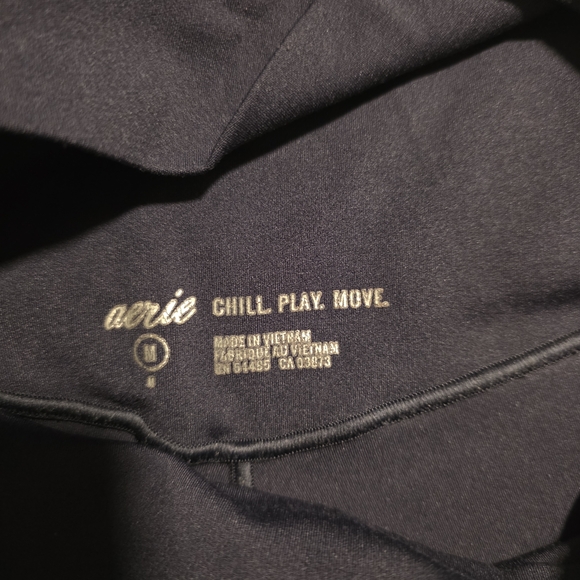 aerie CHILL. PLAY. MOVE.
M
M
MADE IN VIETNAM
FABRIQUÉ AU VIETNAM
RN 54485 CA 03873